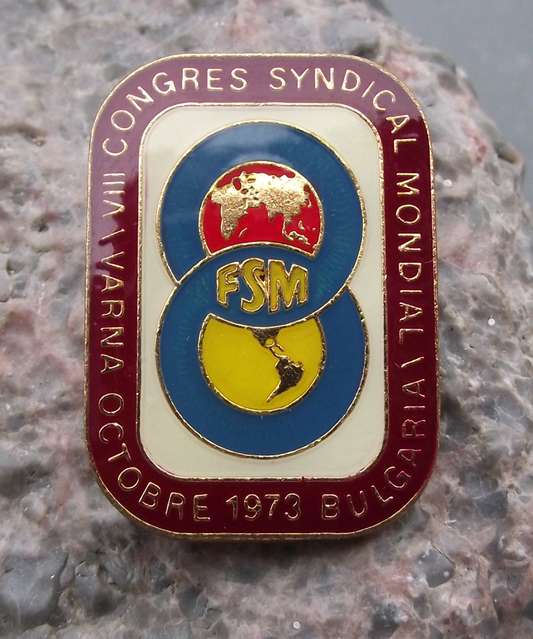 VIII CONGRES SYNDICAL MONDIAL \ VARNA OCTOBRE 1973 BULGARIA \
FSM